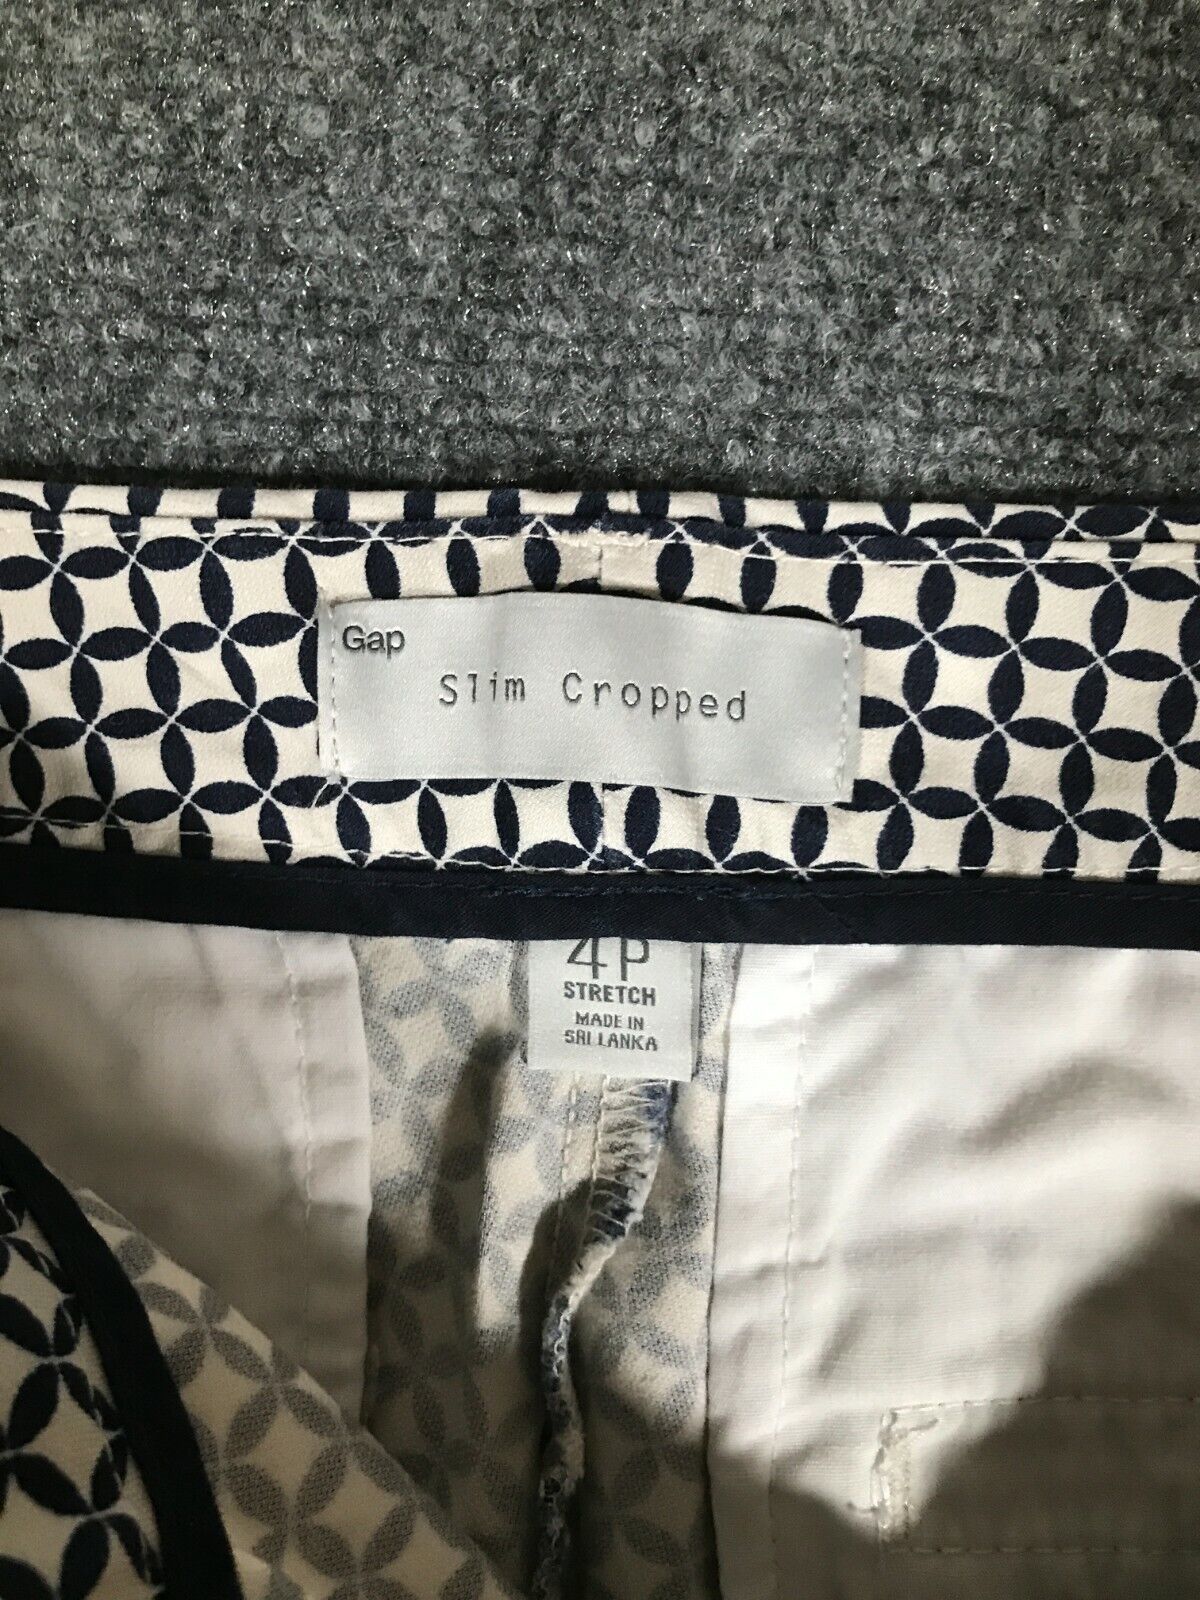 Gap
Slim Cropped
4P
STRETCH
MADE IN
SRI LANKA